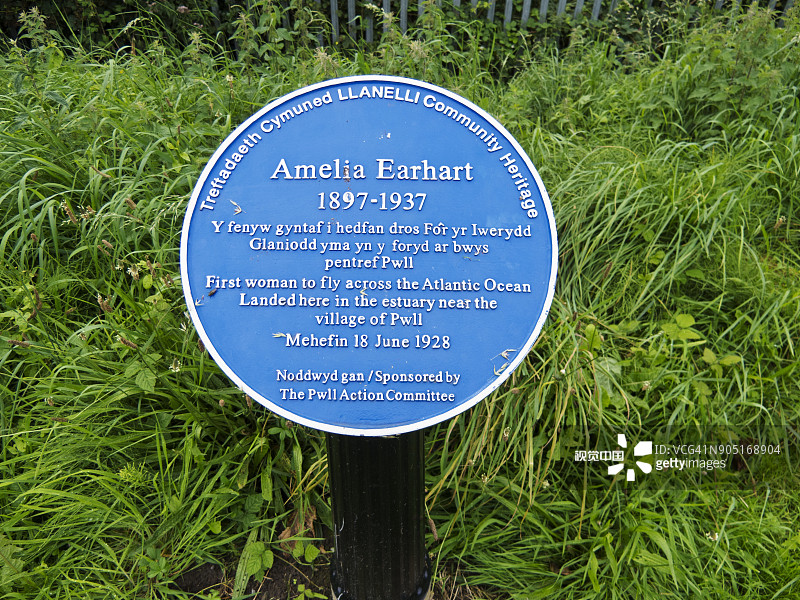 Treftadaeth Cymuned LLANELLI Community Heritage
Amelia Earhart
1897-1937
Y fenyw gyntaf i hedfan dros Foŕ yr Iwerydd
Glaniodd yma yn y foryd ar bwys
pentref Pwll
First woman to fly across the Atlantic Ocean
Landed here in the estuary near the
village of Pwll
Mehefin 18 June 1928
Noddwyd gan / Sponsored by
The Pwll Action Committee
视觉中国
ID: VCG41N905168904
gettyimages